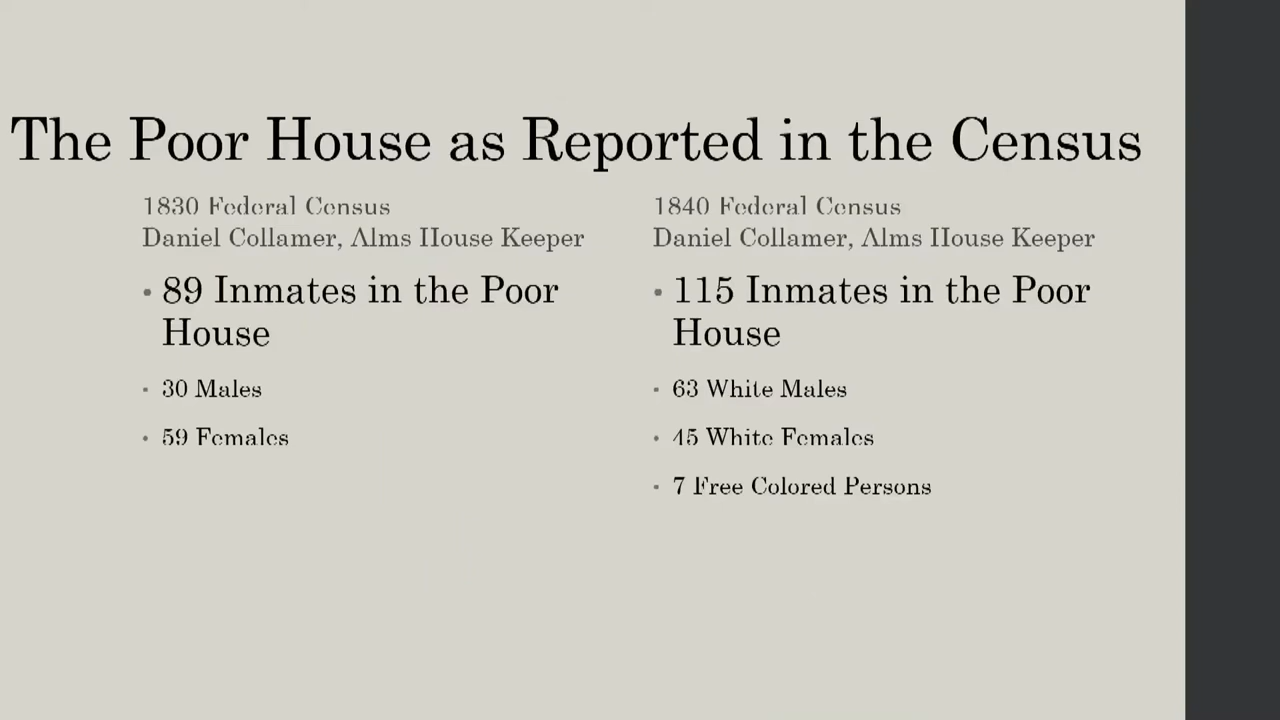 The Poor House as Reported in the Census
1830 Federal Census
Daniel Collamer, Alms House Keeper
• 89 Inmates in the Poor
House
• 30 Males
• 59 Females
1840 Federal Census
Daniel Collamer, Alms House Keeper
• 115 Inmates in the Poor
House
• 63 White Males
• 45 White Females
• 7 Free Colored Persons